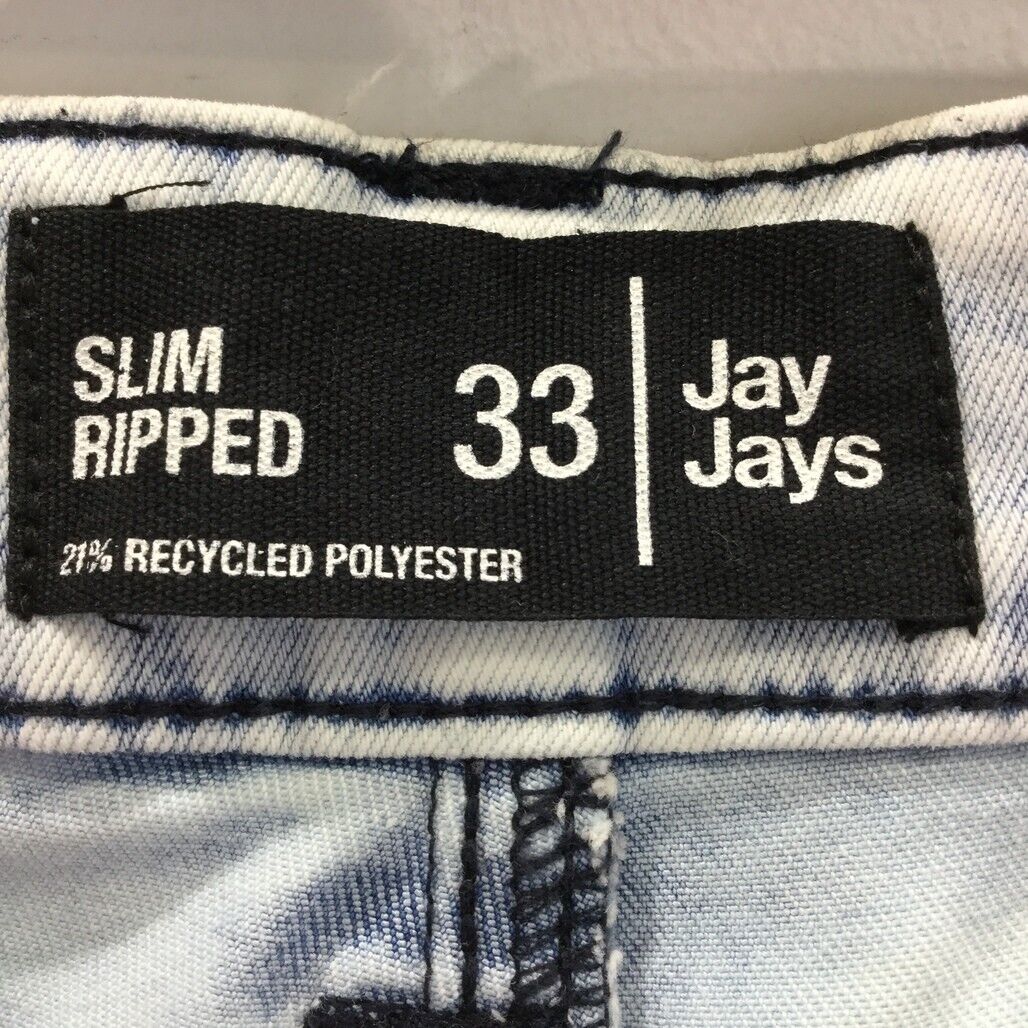 SLIM
RIPPED
33
Jay
Jays
21% RECYCLED POLYESTER